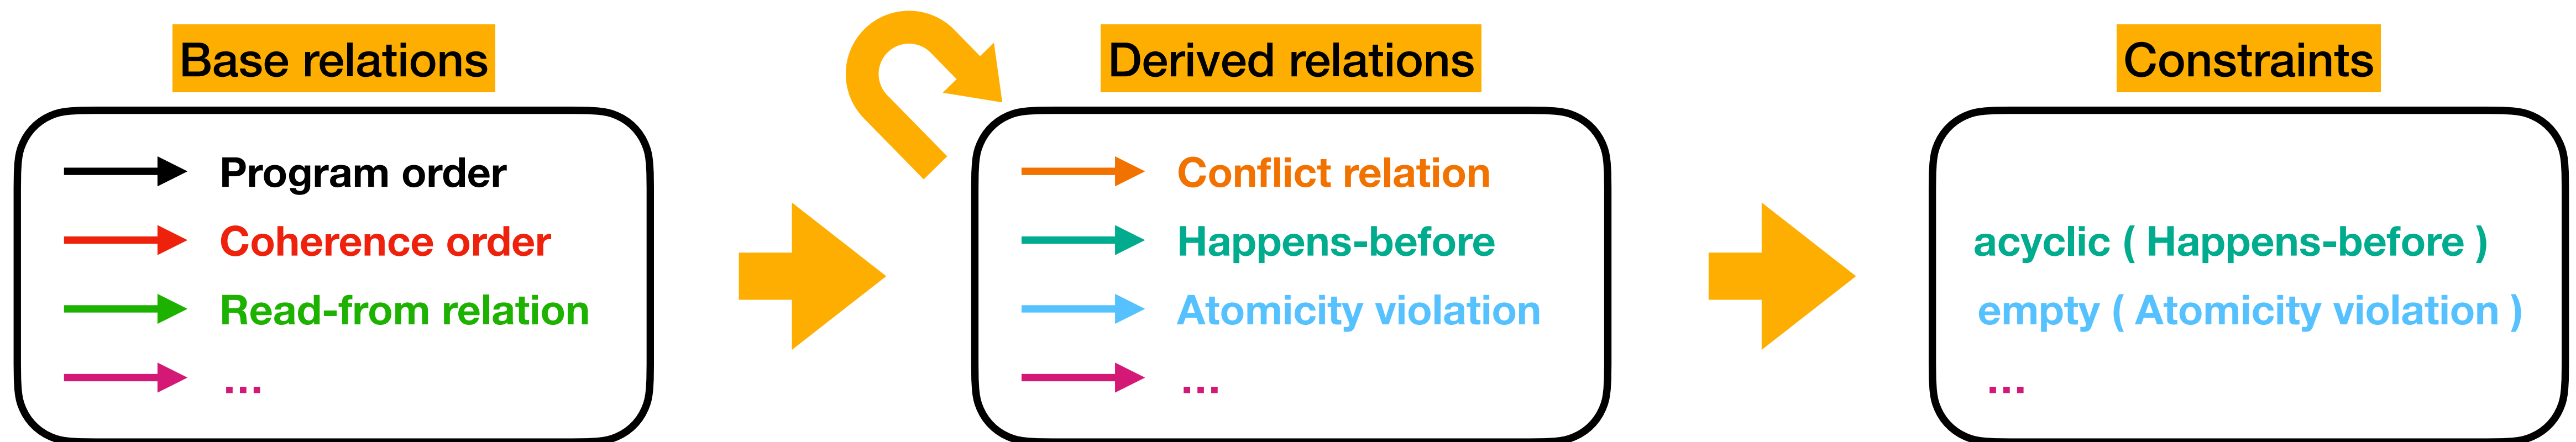 Base relations
Program order
Coherence order
Read-from relation
...
Derived relations
Conflict relation
Happens-before
Atomicity violation
...
Constraints
acyclic ( Happens-before )
empty ( Atomicity violation )
...